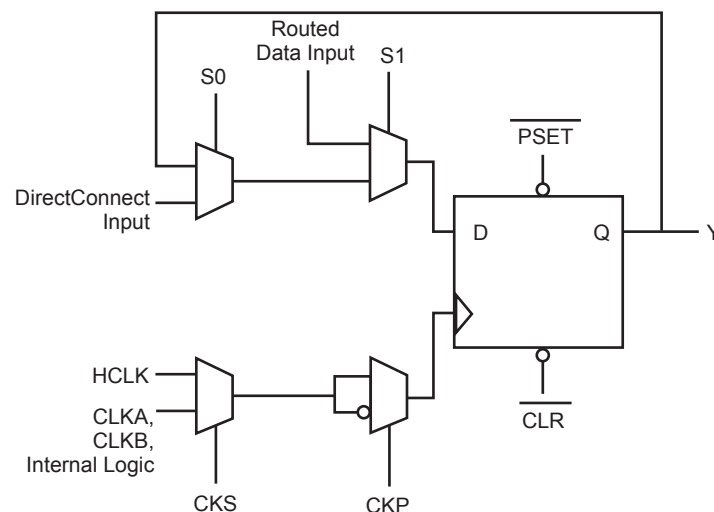 Routed
Data Input
S1
S0
PSET
DirectConnect
Input
D
Q
Y
HCLK
CLKA,
CLKB,
Internal Logic
CLR
CKS
CKP